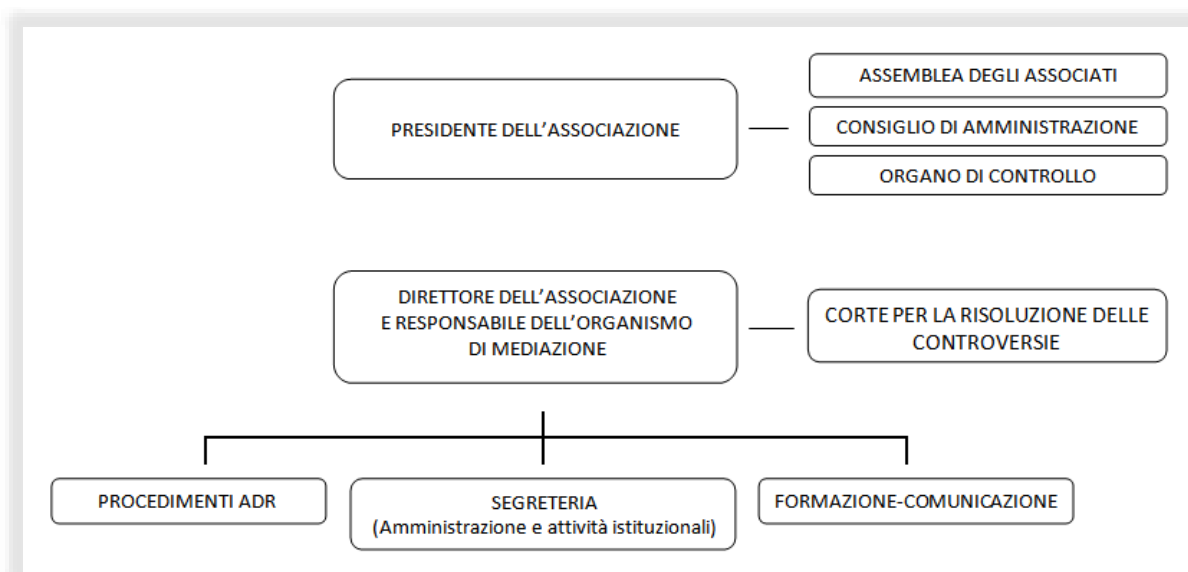 PRESIDENTE DELL’ASSOCIAZIONE
ASSEMBLEA DEGLI ASSOCIATI
CONSIGLIO DI AMMINISTRAZIONE
ORGANO DI CONTROLLO
DIRETTORE DELL’ASSOCIAZIONE
E RESPONSABILE DELL’ORGANISMO
DI MEDIAZIONE
CORTE PER LA RISOLUZIONE DELLE
CONTROVERSIE
PROCEDIMENTI ADR
SEGRETERIA
(Amministrazione e attività istituzionali)
FORMAZIONE-COMUNICAZIONE